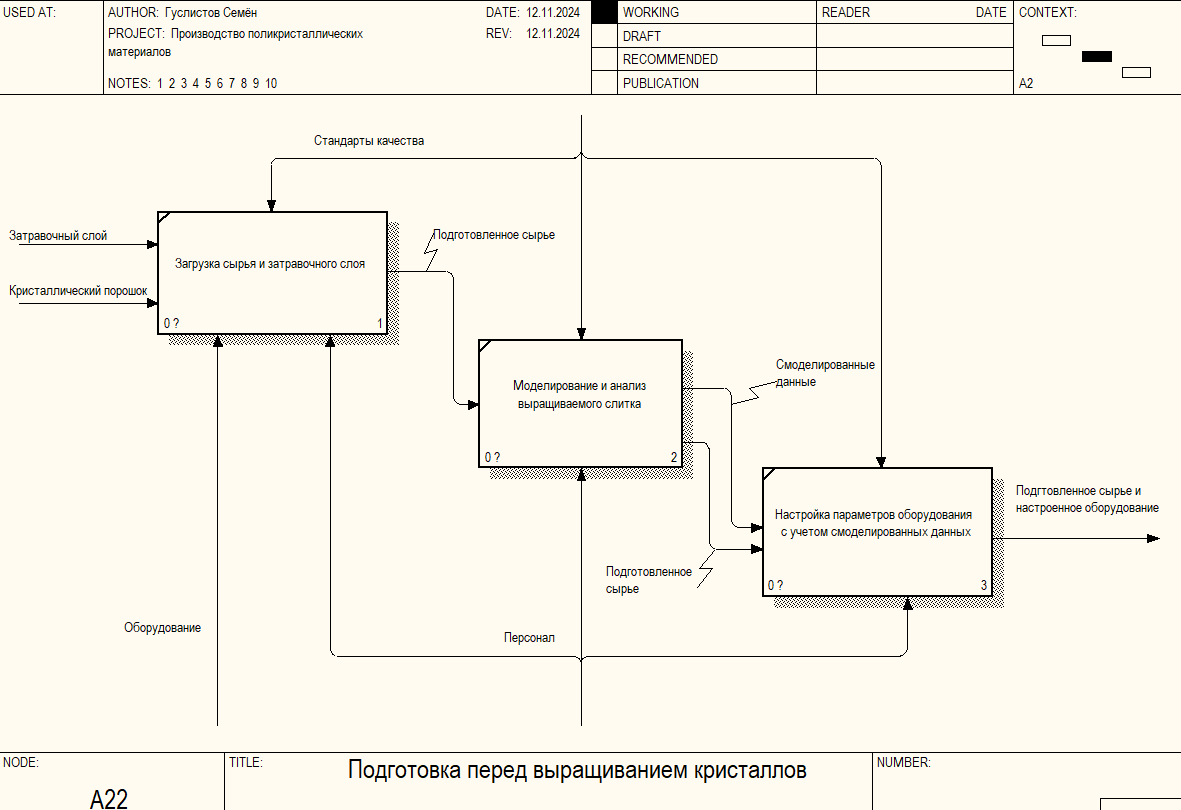 USED AT:
AUTHOR: Гуслистов Семён
DATE: 12.11.2024
PROJECT: Производство поликристаллических
материалов
REV: 12.11.2024
NOTES: 1 2 3 4 5 6 7 8 9 10
WORKING
DRAFT
RECOMMENDED
PUBLICATION
READER DATE
CONTEXT:
A2
Стандарты качества
Затравочный слой
Кристаллический порошок
Загрузка сырья и затравочного слоя
0 ? 1
Подготовленное сырье
Моделирование и анализ
выращиваемого слитка
0 ? 2
Смоделированные
данные
Подготовленное
сырье
Настройка параметров оборудования
с учетом смоделированных данных
0 ? 3
Подгтовленное сырье и
настроенное оборудование
Оборудование
Персонал
NODE:
A22
TITLE:
Подготовка перед выращиванием кристаллов
NUMBER: